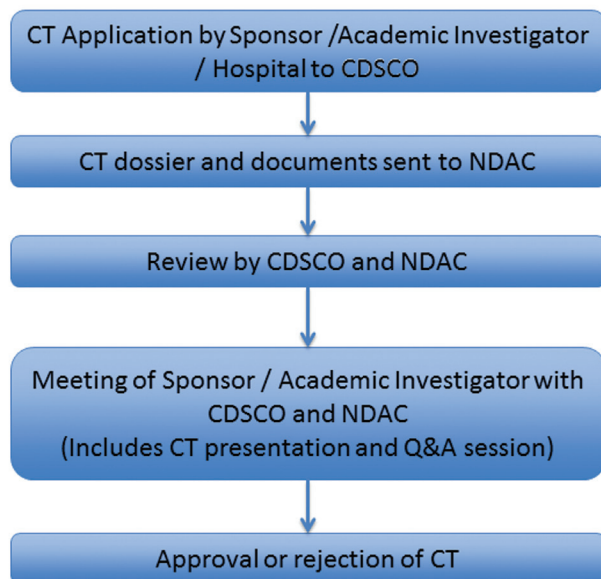 CT Application by Sponsor /Academic Investigator
/ Hospital to CDSCO
CT dossier and documents sent to NDAC
Review by CDSCO and NDAC
Meeting of Sponsor / Academic Investigator with
CDSCO and NDAC
(Includes CT presentation and Q&A session)
Approval or rejection of CT